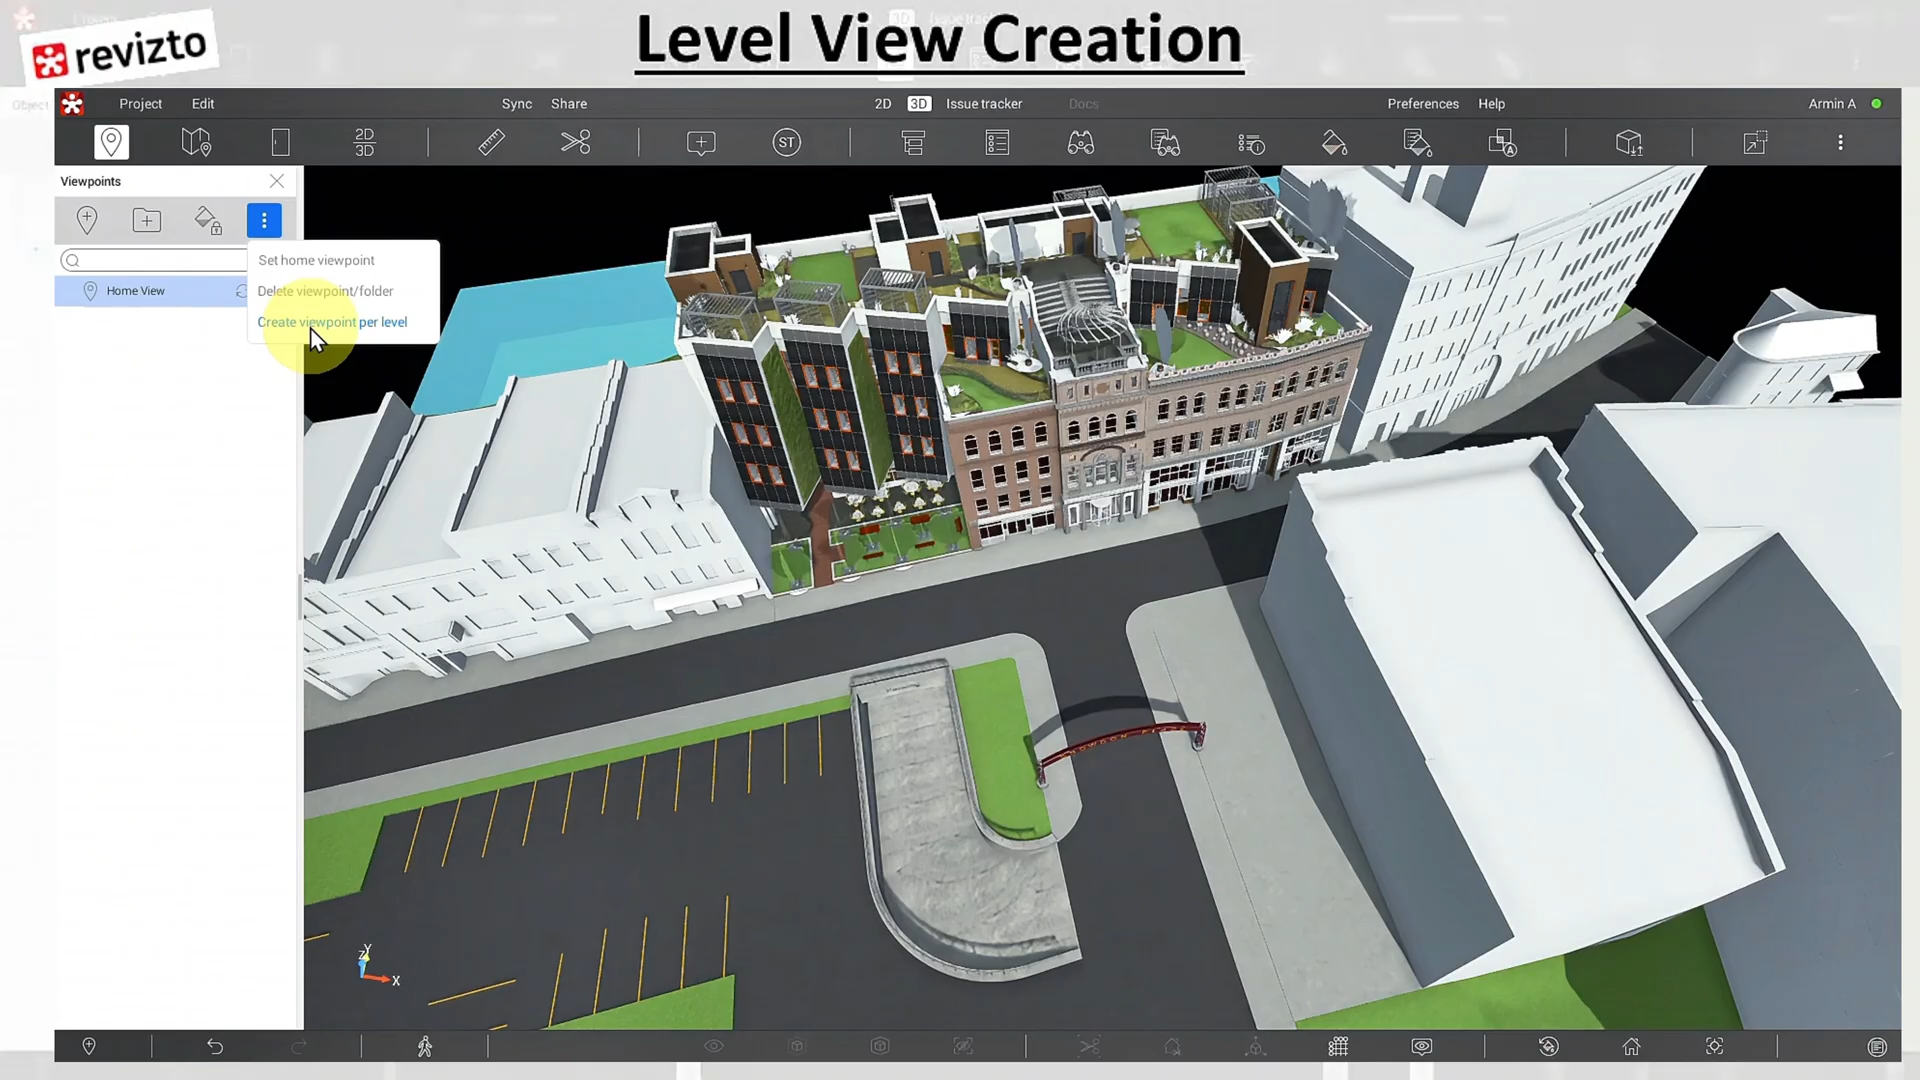 Level View Creation
revizto
Project Edit Sync Share 2D 3D Issue tracker Docs Preferences Help Armin A
2D
3D
ST
A
Viewpoints
Set home viewpoint
Home View
Delete viewpoint/folder
Create viewpoint per level
Y
Z
X